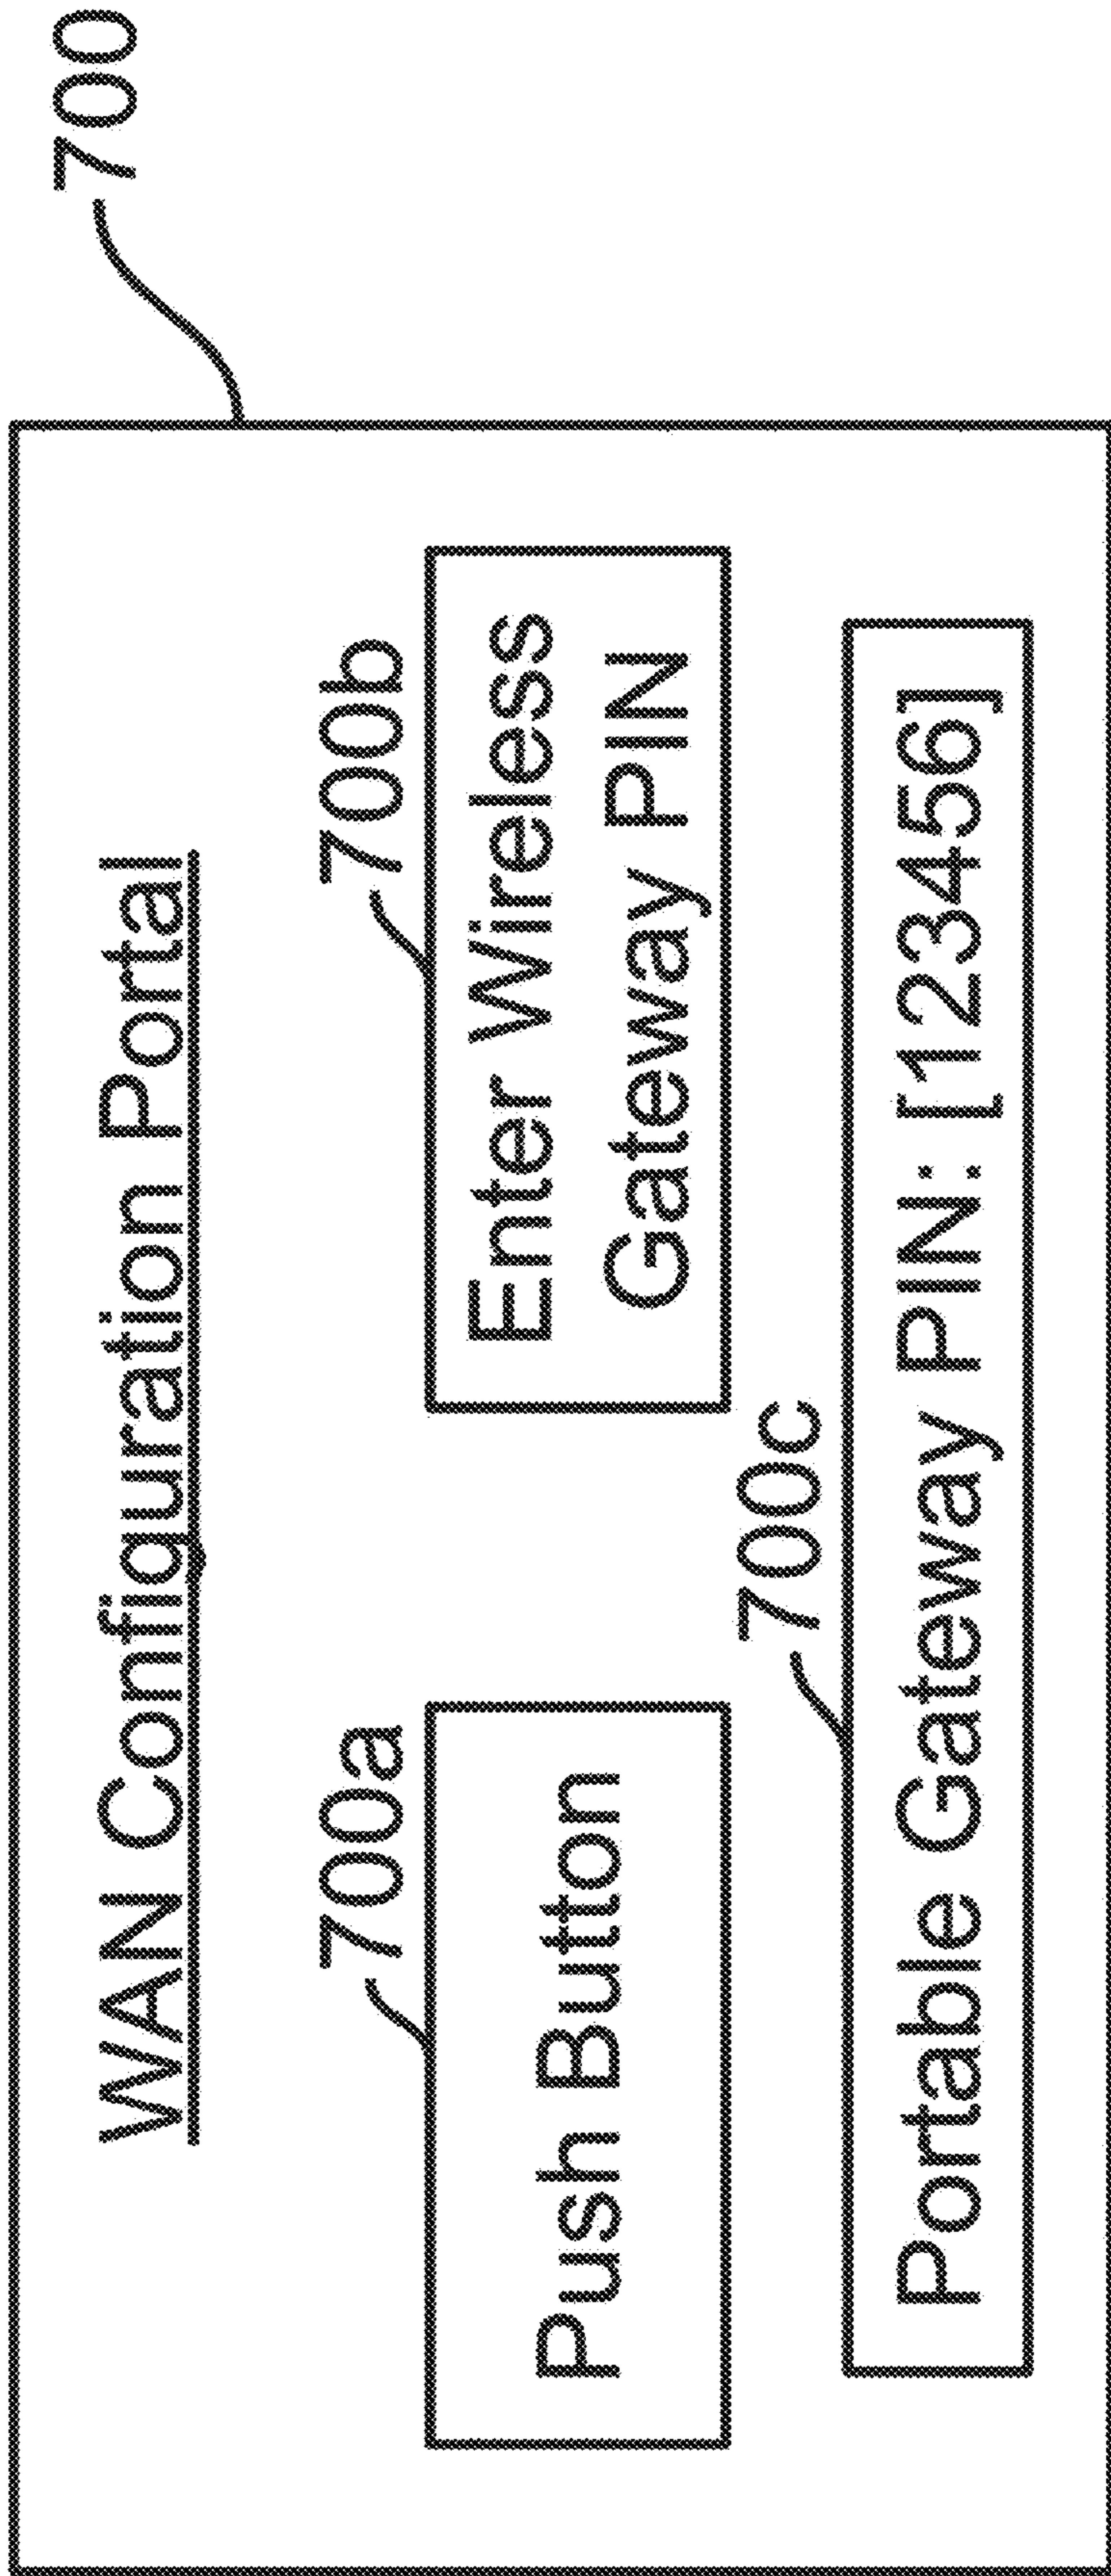 700
WAN Configuration Portal
700a
700b
Push Button
Enter Wireless
Gateway PIN
700c
Portable Gateway PIN: [123456]